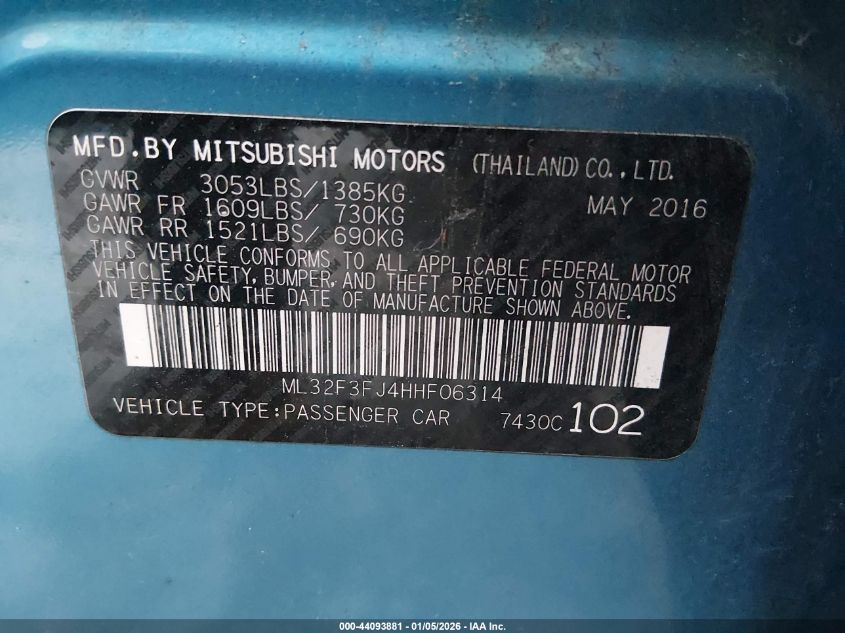 MFD.BY MITSUBISHI MOTORS (THAILAND) CO., LTD.
GVWR 3053LBS/1385KG MAY 2016
GAWR FR 1609LBS/ 730KG
GAWR RR 1521LBS/ 690KG
THIS VEHICLE CONFORMS TO ALL APPLICABLE FEDERAL MOTOR
VEHICLE SAFETY, BUMPER, AND THEFT PREVENTION STANDARDS
IN EFFECT ON THE DATE OF MANUFACTURE SHOWN ABOVE.
ML32F3FJ4HHF06314
VEHICLE TYPE:PASSENGER CAR 7430C 102
000-44093881 - 01/05/2026 - IAA Inc.